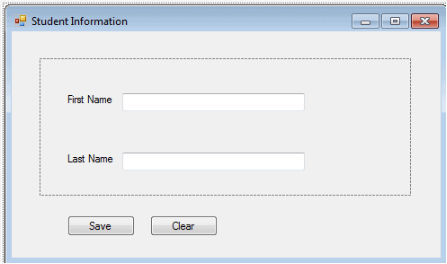 Student Information
First Name
Last Name
Save Clear